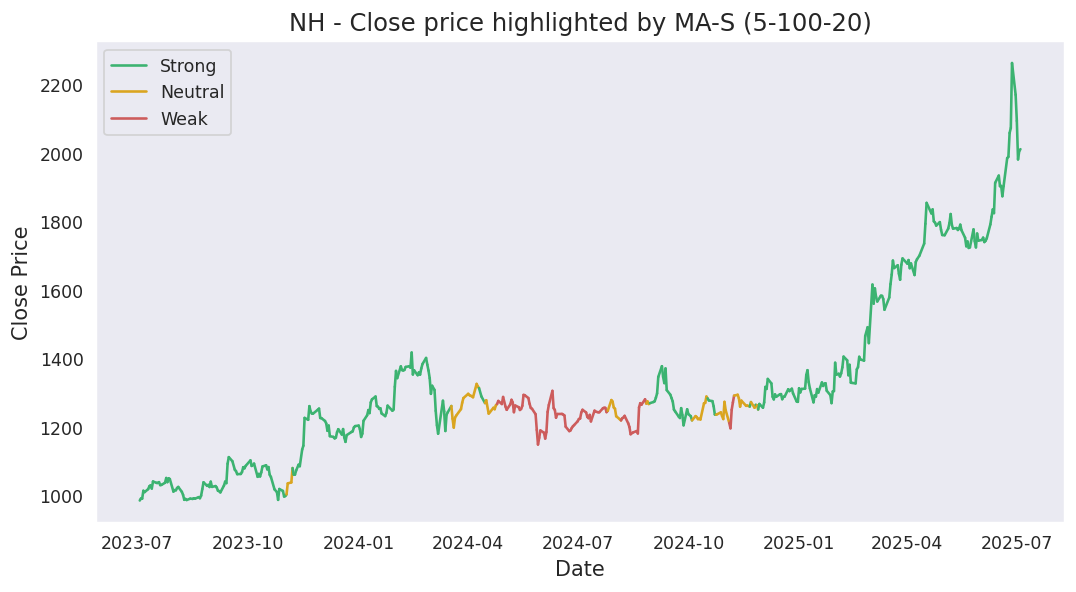 NH - Close price highlighted by MA-S (5-100-20)
Strong
Neutral
Weak
2200
2000
1800
1600
1400
1200
1000
Close Price
2023-07 2023-10 2024-01 2024-04 2024-07 2024-10 2025-01 2025-04 2025-07
Date